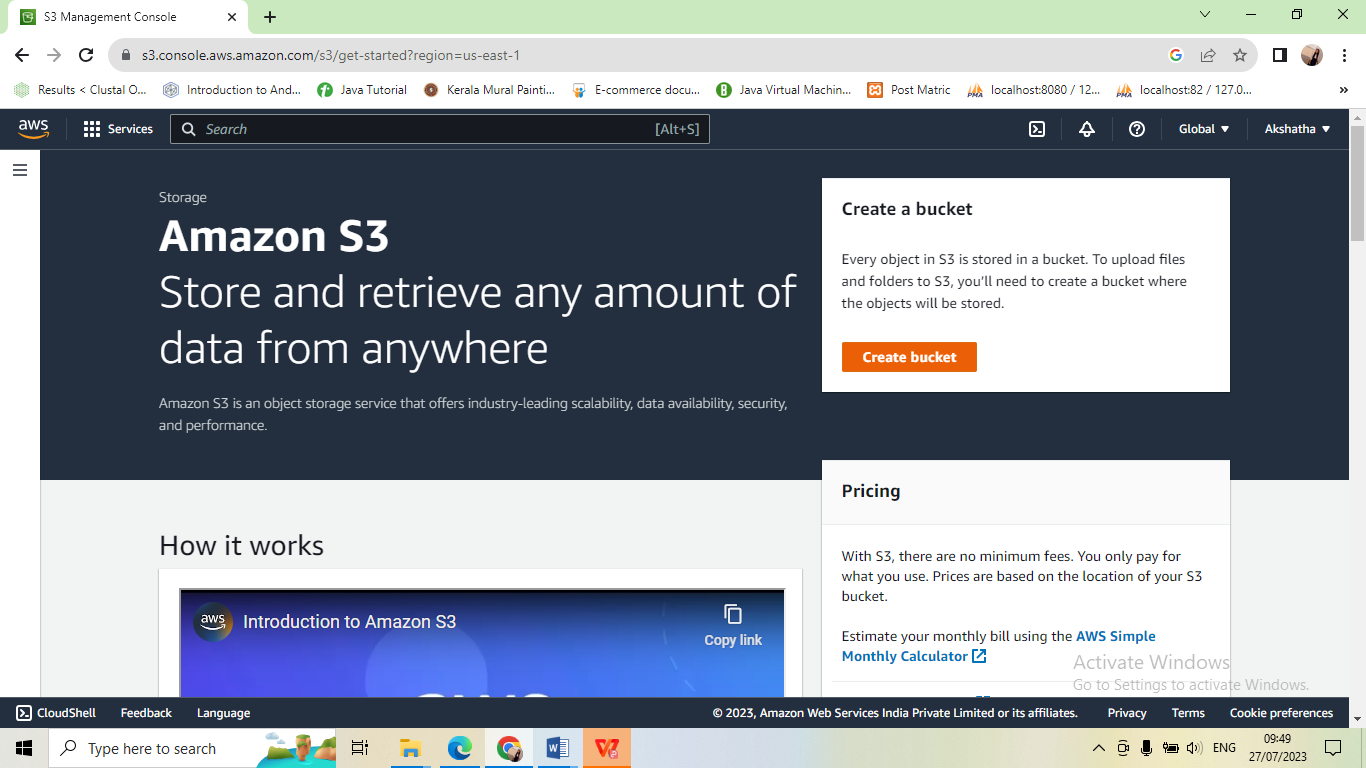 S3 Management Console
s3.console.aws.amazon.com/s3/get-started?region=us-east-1
Results < Clustal O...
Introduction to And...
Java Tutorial
Kerala Mural Painti...
E-commerce docu...
Java Virtual Machin...
Post Matric
localhost:8080 / 12...
localhost:82 / 127.0...
aws
Services
Search
[Alt+S]
Global
Akshatha
Storage
Amazon S3
Store and retrieve any amount of
data from anywhere
Amazon S3 is an object storage service that offers industry-leading scalability, data availability, security,
and performance.
Create a bucket
Every object in S3 is stored in a bucket. To upload files
and folders to S3, you'll need to create a bucket where
the objects will be stored.
Create bucket
How it works
aws
Introduction to Amazon S3
Copy link
Pricing
With S3, there are no minimum fees. You only pay for
what you use. Prices are based on the location of your S3
bucket.
Estimate your monthly bill using the AWS Simple
Monthly Calculator
Activate Windows
Go to Settings to activate Windows.
CloudShell
Feedback
Language
© 2023, Amazon Web Services India Private Limited or its affiliates.
Privacy
Terms
Cookie preferences
Type here to search
ENG
09:49
27/07/2023